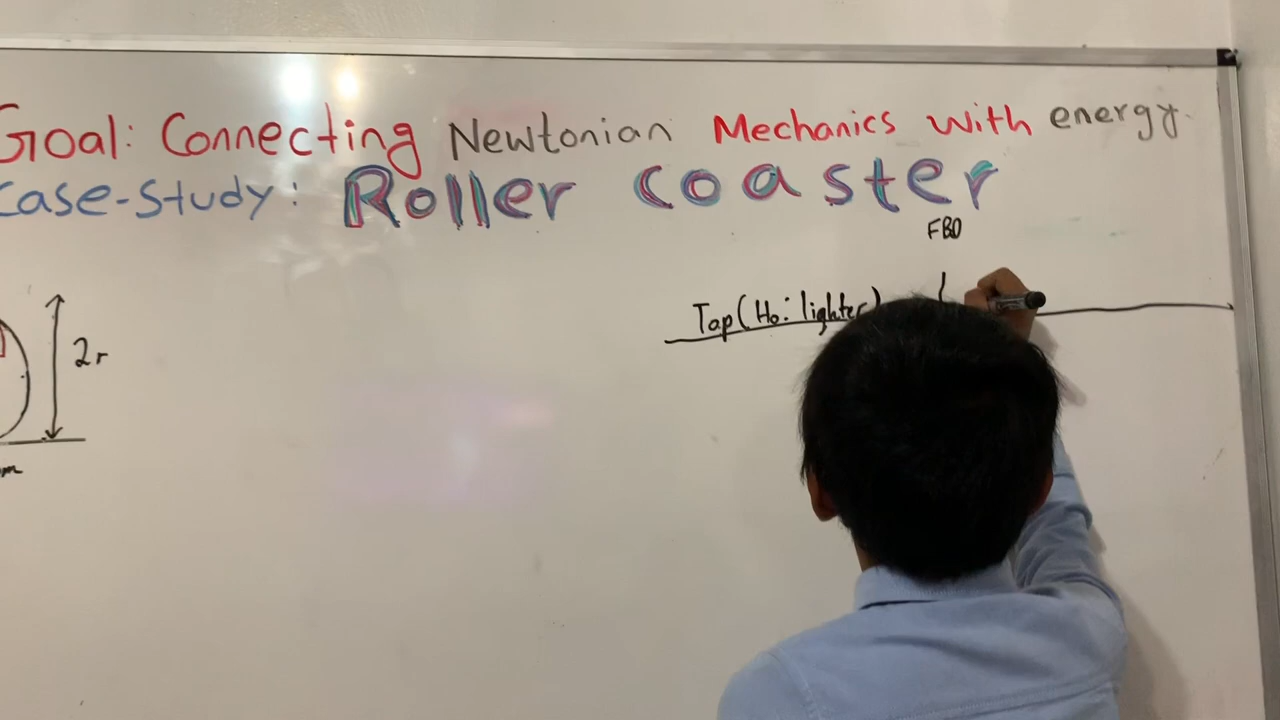 Goal: Connecting Newtonian Mechanics with energy.
Case-Study: Roller coaster
FBD
Top (Ho: lighter)
2r
m